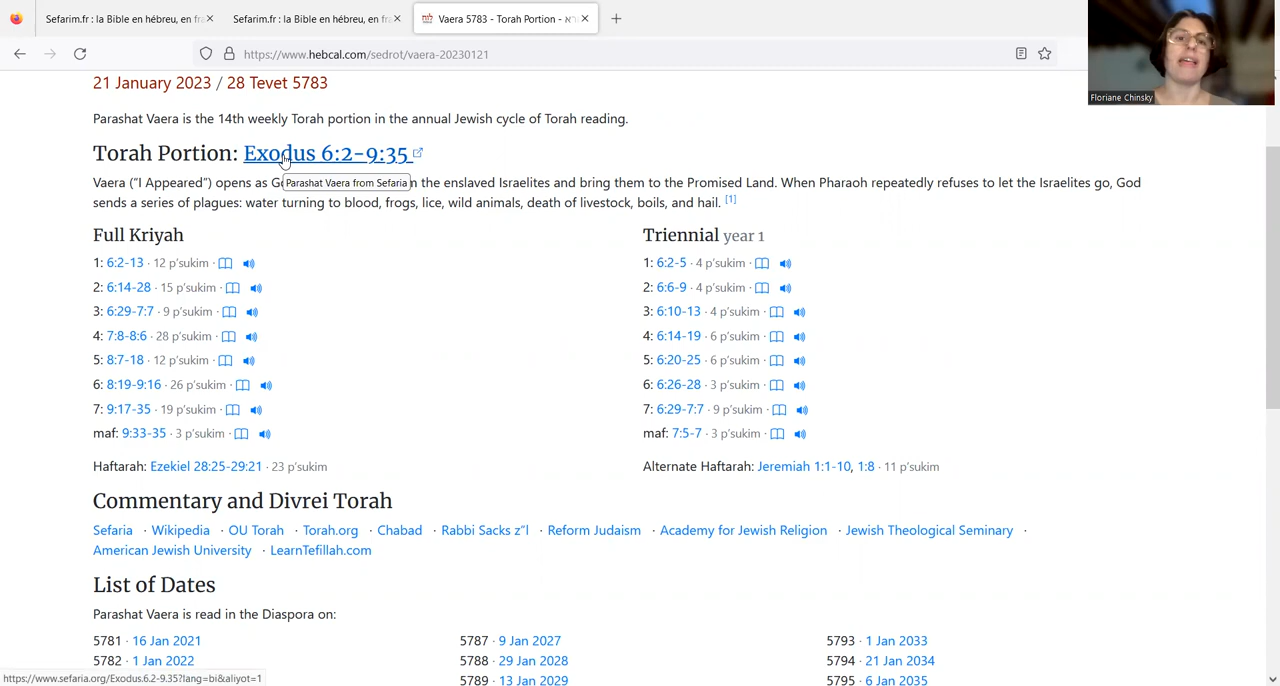 Sefarim.fr : la Bible en hébreu, en fra
Sefarim.fr : la Bible en hébreu, en fra
Vaera 5783 - Torah Portion - וארא
https://www.hebcal.com/sedrot/vaera-20230121
Floriane Chinsky
21 January 2023 / 28 Tevet 5783
Parashat Vaera is the 14th weekly Torah portion in the annual Jewish cycle of Torah reading.
Torah Portion: Exodus 6:2-9:35
Vaera (“I Appeared”) opens as the enslaved Israelites and bring them to the Promised Land. When Pharaoh repeatedly refuses to let the Israelites go, God
Parashat Vaera from Sefaria
sends a series of plagues: water turning to blood, frogs, lice, wild animals, death of livestock, boils, and hail. [1]
Full Kriyah
1: 6:2-13 · 12 p'sukim ·
2: 6:14-28 · 15 p'sukim ·
3: 6:29-7:7 · 9 p'sukim ·
4: 7:8-8:6 · 28 p'sukim ·
5: 8:7-18 · 12 p'sukim ·
6: 8:19-9:16 · 26 p'sukim ·
7: 9:17-35 · 19 p'sukim ·
maf: 9:33-35 · 3 p'sukim ·
Haftarah: Ezekiel 28:25-29:21 · 23 p'sukim
Triennial year 1
1: 6:2-5 · 4 p'sukim ·
2: 6:6-9 · 4 p'sukim ·
3: 6:10-13 · 4 p'sukim ·
4: 6:14-19 · 6 p'sukim ·
5: 6:20-25 · 6 p'sukim ·
6: 6:26-28 · 3 p'sukim ·
7: 6:29-7:7 · 9 p'sukim ·
maf: 7:5-7 · 3 p'sukim ·
Alternate Haftarah: Jeremiah 1:1-10, 1:8 · 11 p'sukim
Commentary and Divrei Torah
Sefaria · Wikipedia · OU Torah · Torah.org · Chabad · Rabbi Sacks z”l · Reform Judaism · Academy for Jewish Religion · Jewish Theological Seminary ·
American Jewish University · LearnTefillah.com
List of Dates
Parashat Vaera is read in the Diaspora on:
5781 · 16 Jan 2021
5782 · 1 Jan 2022
5787 · 9 Jan 2027
5788 · 29 Jan 2028
5789 · 13 Jan 2029
5793 · 1 Jan 2033
5794 · 21 Jan 2034
5795 · 6 Jan 2035
https://www.sefaria.org/Exodus.6.2-9.35?lang=bi&aliyot=1